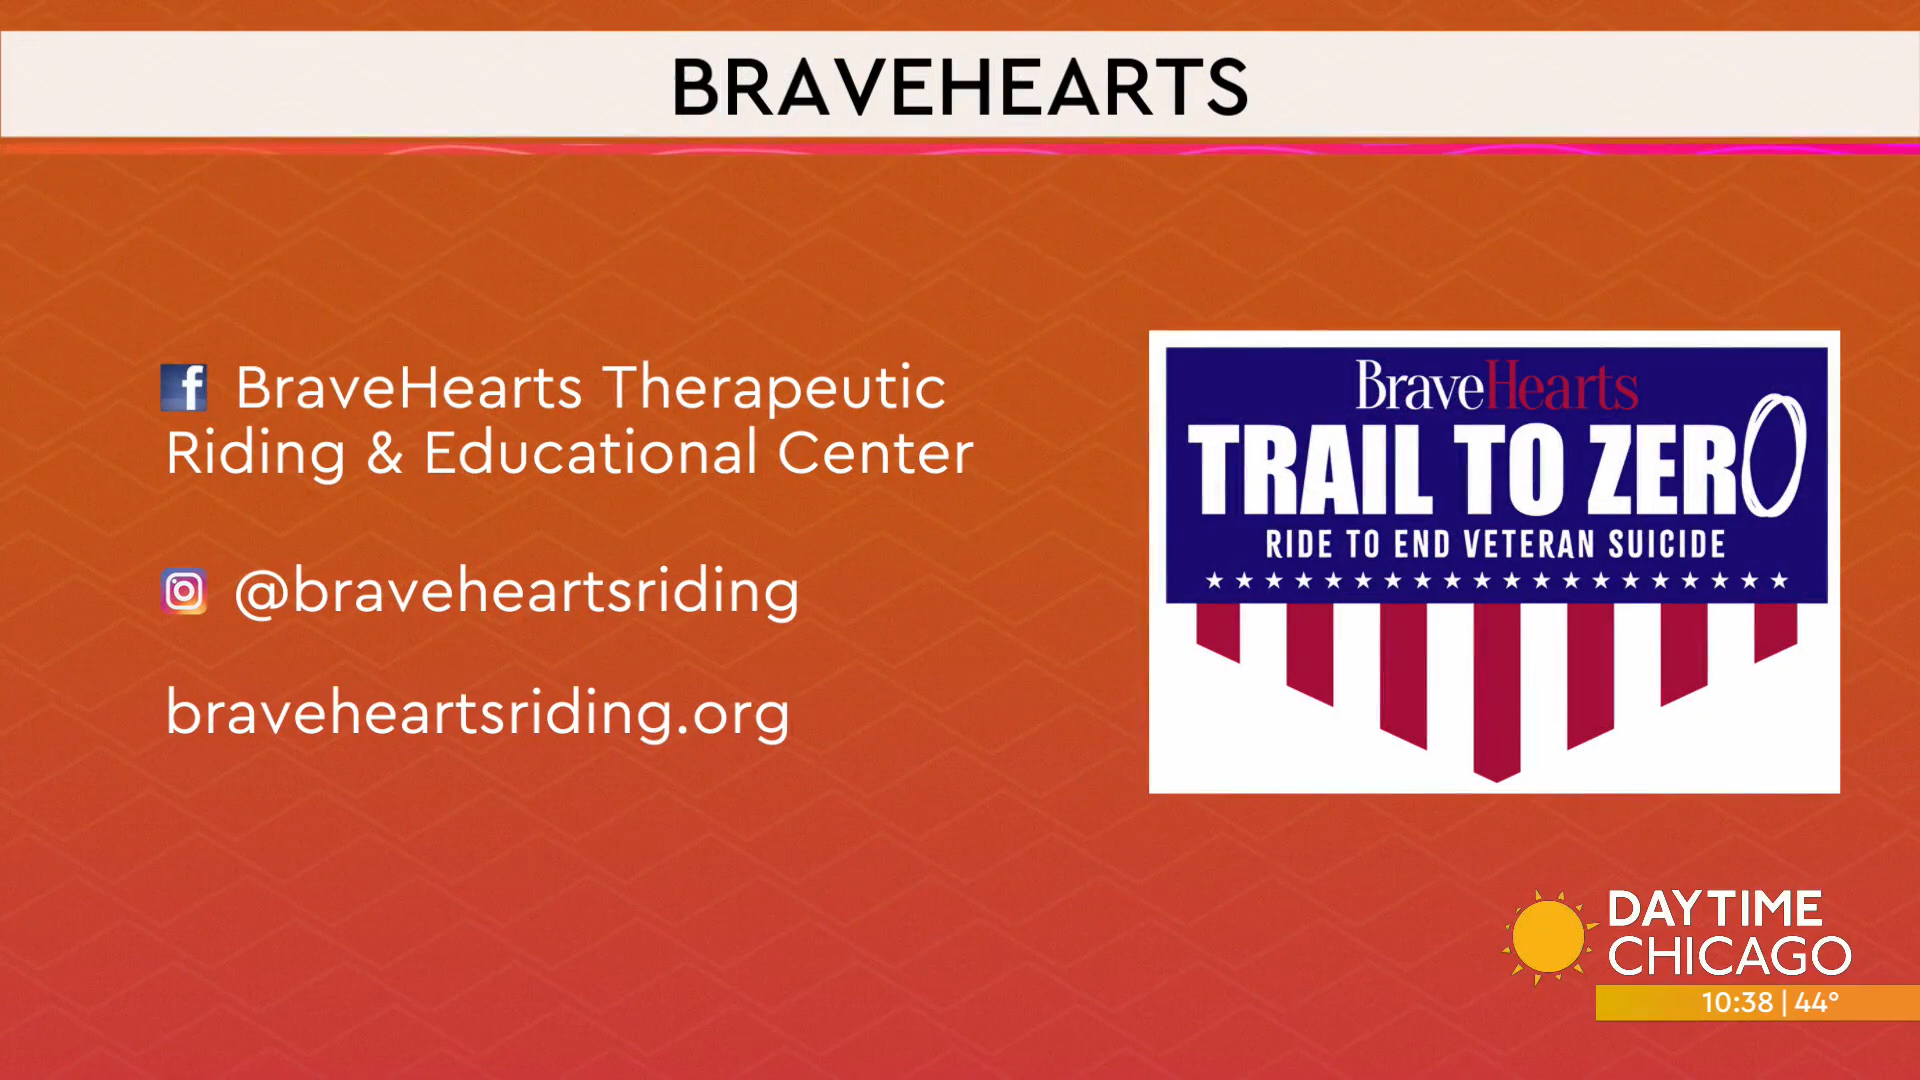 BRAVEHEARTS
BraveHearts Therapeutic
Riding & Educational Center
@braveheartsriding
braveheartsriding.org
BraveHearts
TRAIL TO ZERO
RIDE TO END VETERAN SUICIDE
DAYTIME
CHICAGO
10:38 | 44°